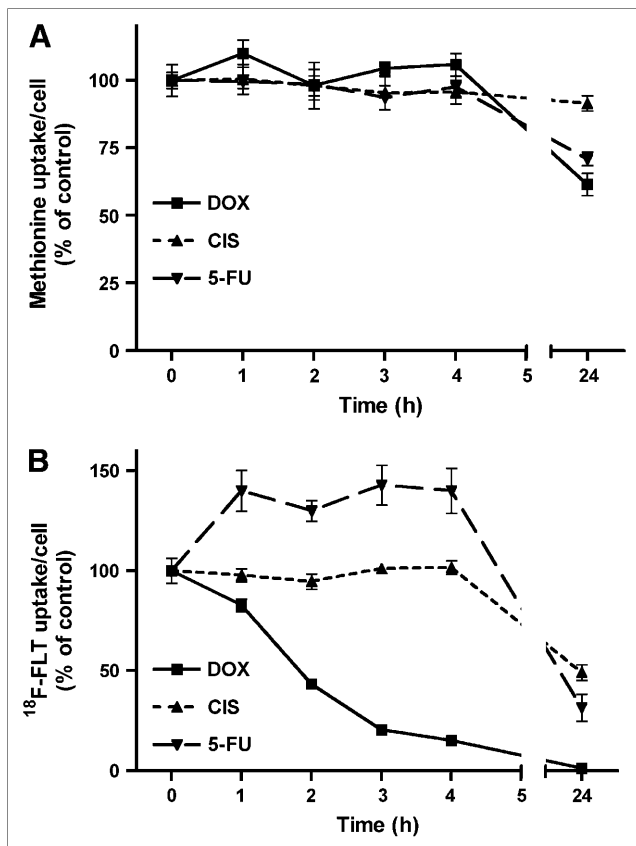 A
Methionine uptake/cell
(% of control)
100
75
50
25
0
DOX
CIS
5-FU
0 1 2 3 4 5 24
Time (h)
B
¹⁸F-FLT uptake/cell
(% of control)
150
100
50
0
DOX
CIS
5-FU
0 1 2 3 4 5 24
Time (h)